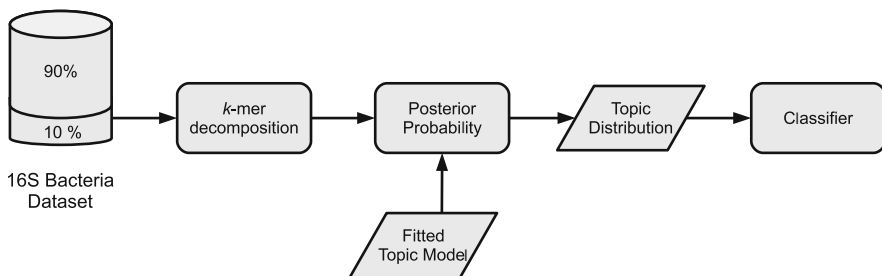 90%
10 %
16S Bacteria
Dataset
k-mer
decomposition
Posterior
Probability
Fitted
Topic Model
Topic
Distribution
Classifier